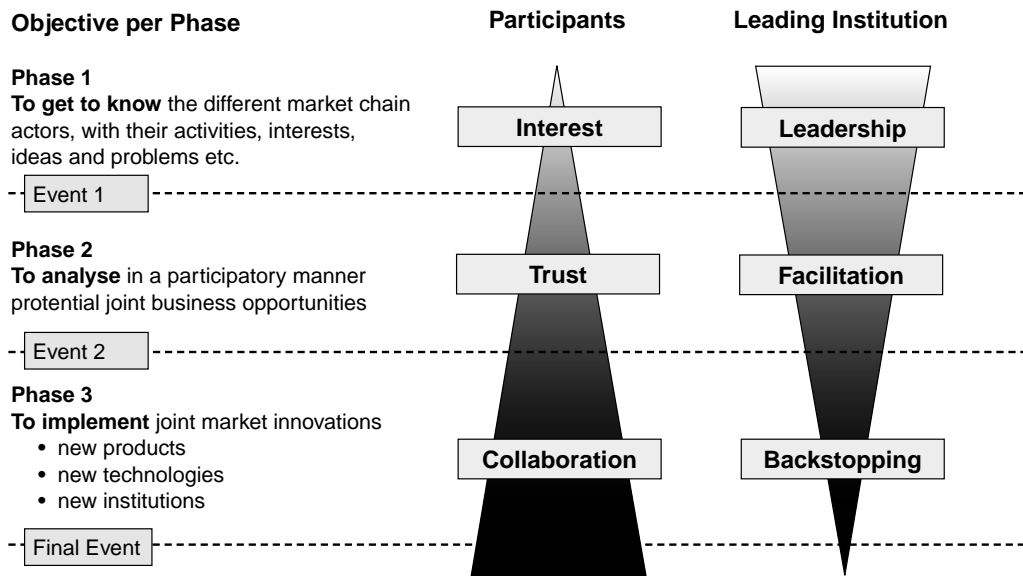 Objective per Phase
Participants
Leading Institution
Phase 1
To get to know the different market chain
actors, with their activities, interests,
ideas and problems etc.
Interest
Leadership
Event 1
Phase 2
To analyse in a participatory manner
protential joint business opportunities
Trust
Facilitation
Event 2
Phase 3
To implement joint market innovations
• new products
• new technologies
• new institutions
Collaboration
Backstopping
Final Event